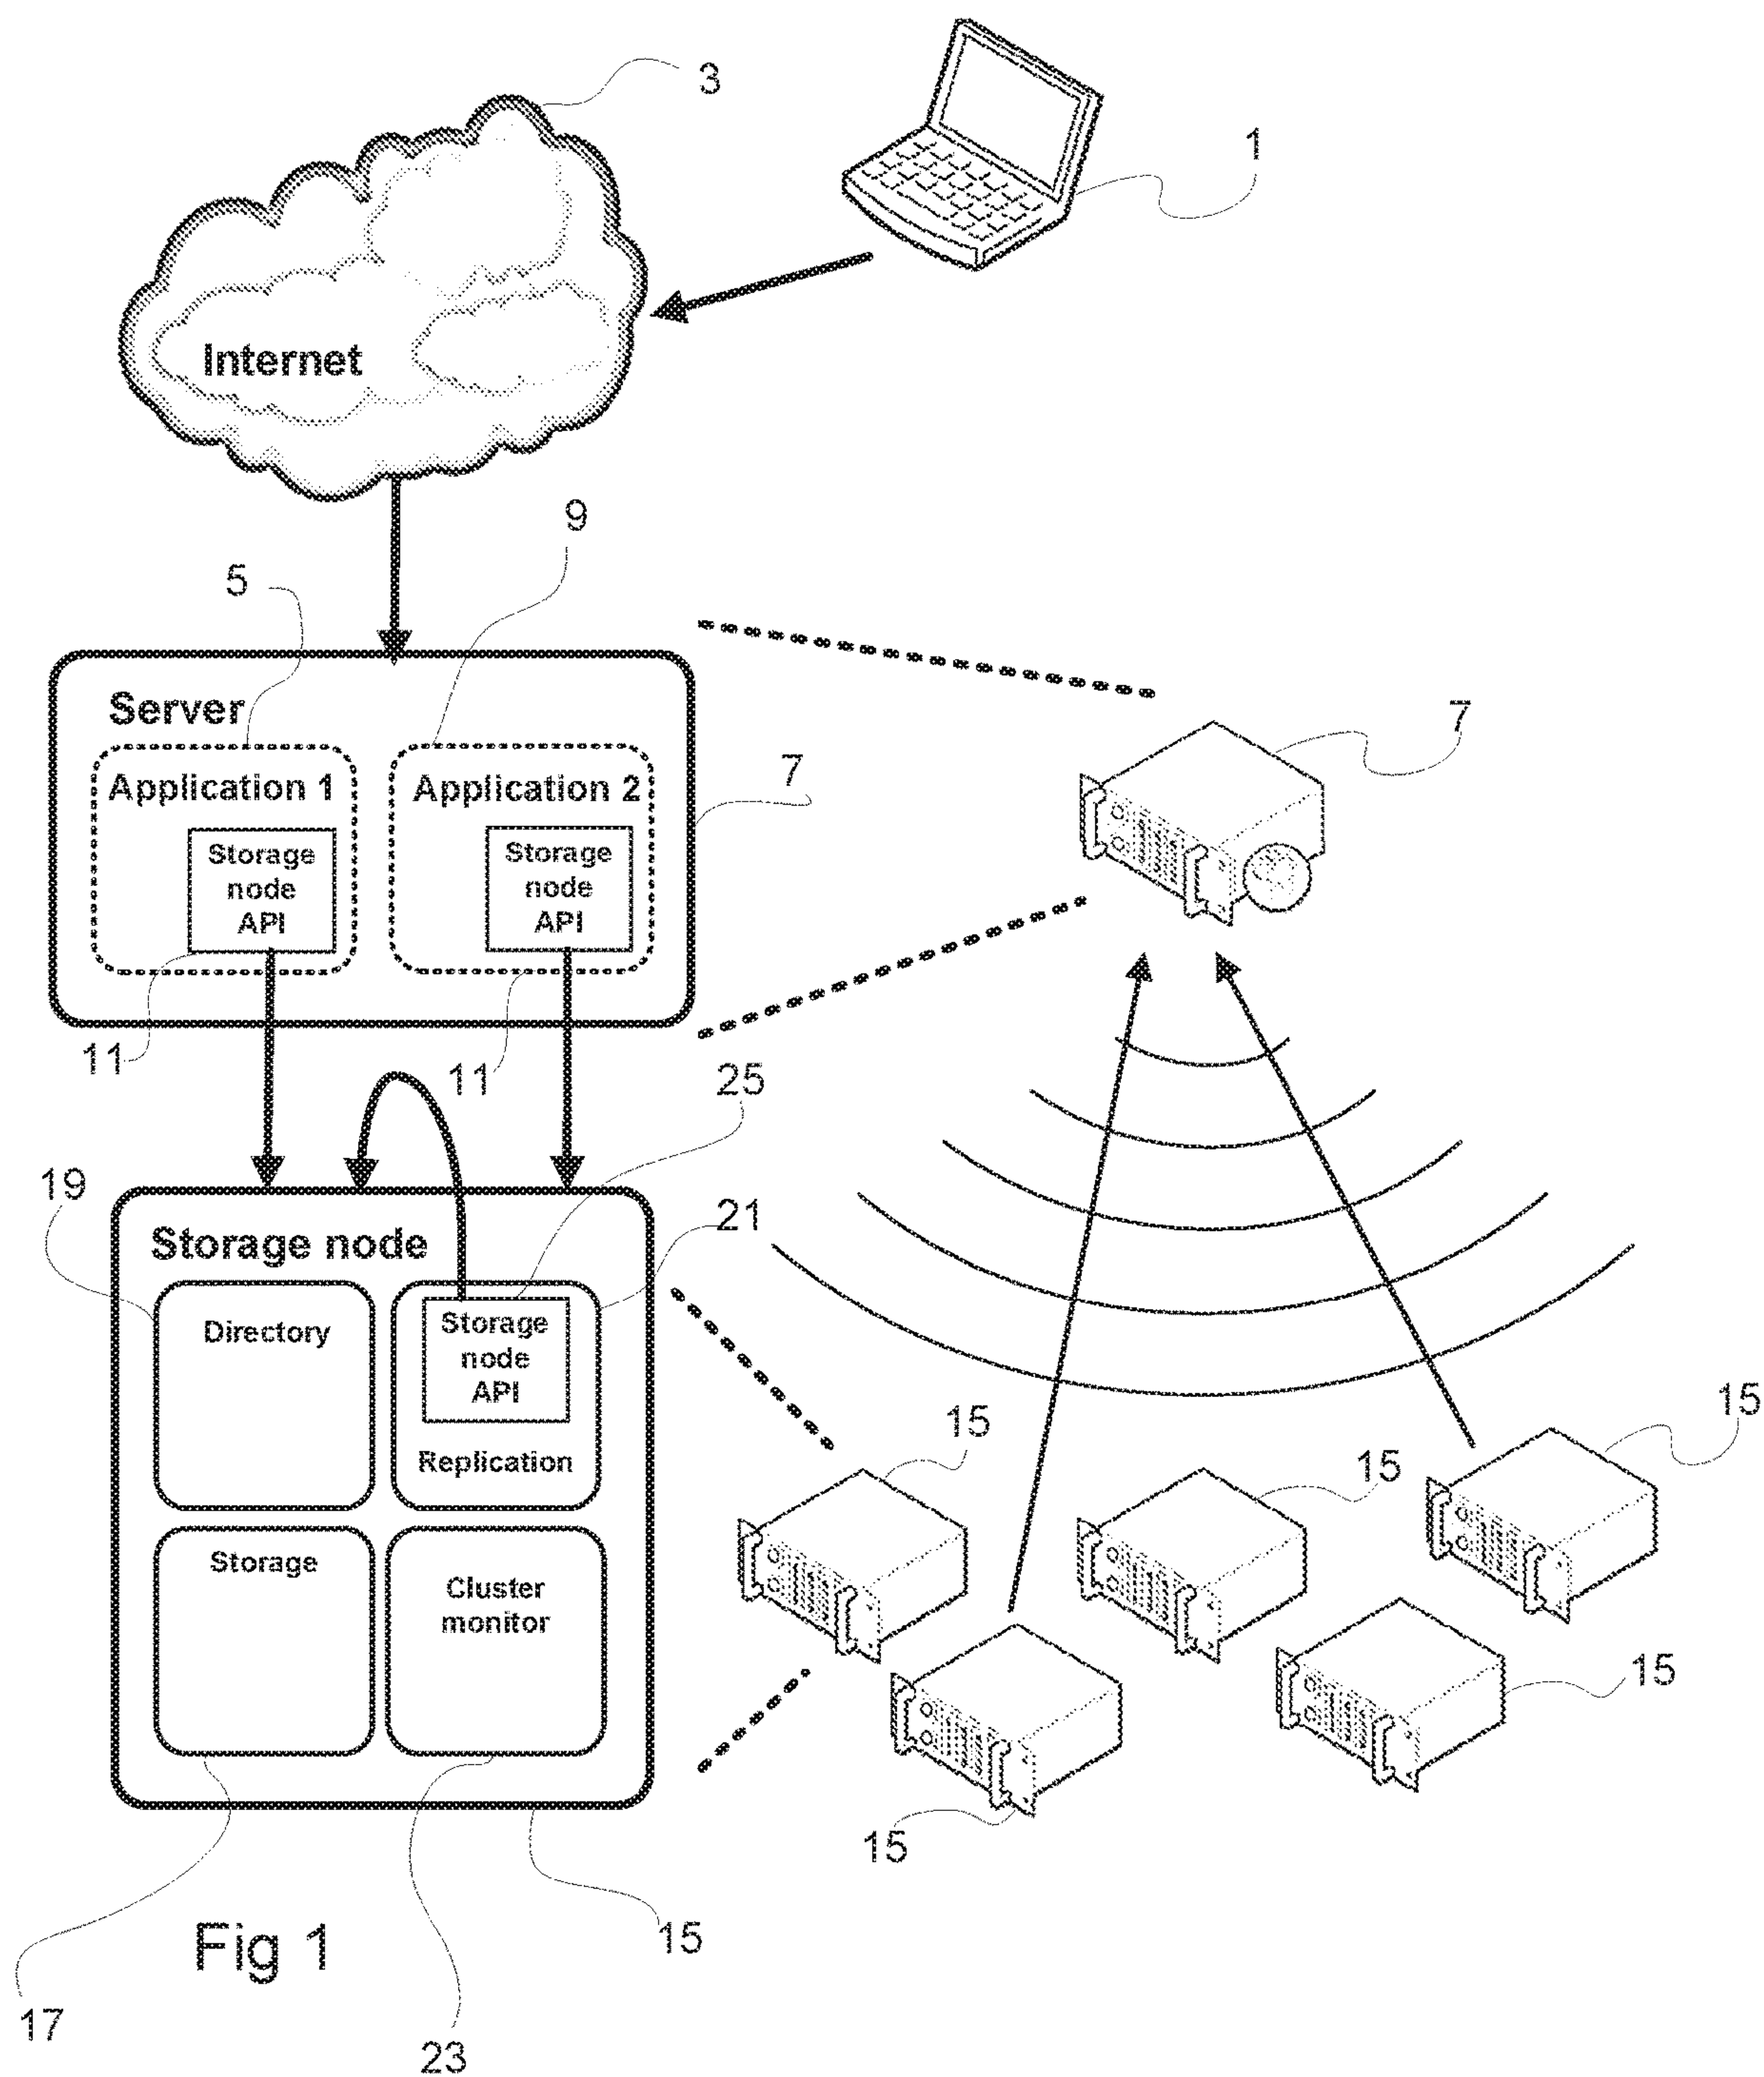 3
1
Internet
9
5
Server
7
7
Application 1
Application 2
Storage
node
API
Storage
node
API
11
11
25
19
21
Storage node
Directory
Storage
node
API
Replication
15
15
15
Storage
Cluster
monitor
15
15
15
Fig 1
17
23